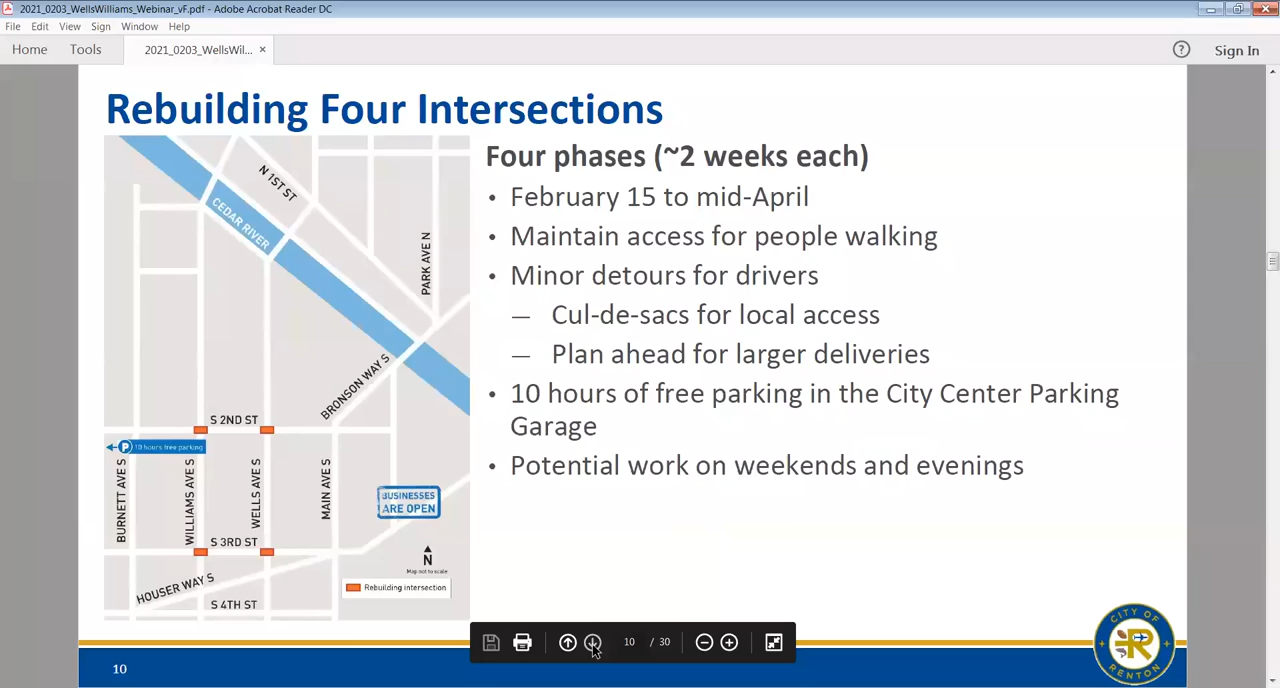 2021_0203_WellsWilliams_Webinar_vF.pdf - Adobe Acrobat Reader DC
File Edit View Sign Window Help
Home Tools 2021_0203_WellsWil... × ? Sign In
Rebuilding Four Intersections
N 1ST ST
CEDAR RIVER
PARK AVE N
BRONSON WAY S
S 2ND ST
P 10 hours free parking
BURNETT AVE S
WILLIAMS AVE S
WELLS AVE S
MAIN AVE S
BUSINESSES
ARE OPEN
S 3RD ST
N
Map not to scale
HOUSER WAY S
Rebuilding intersection
S 4TH ST
Four phases (~2 weeks each)
• February 15 to mid-April
• Maintain access for people walking
• Minor detours for drivers
— Cul-de-sacs for local access
— Plan ahead for larger deliveries
• 10 hours of free parking in the City Center Parking
Garage
• Potential work on weekends and evenings
10 / 30
10
CITY OF
R
RENTON